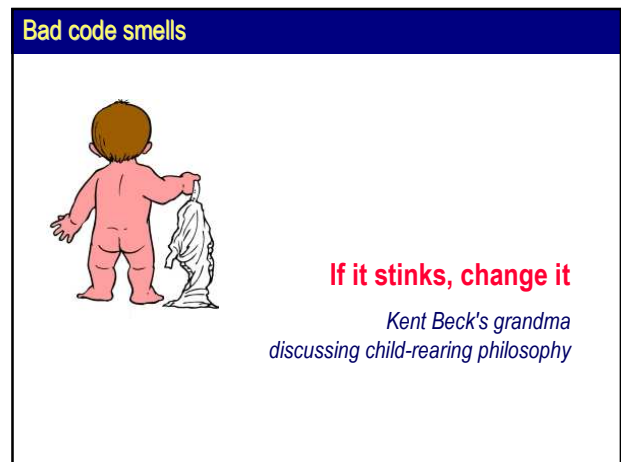 Bad code smells
If it stinks, change it
Kent Beck's grandma
discussing child-rearing philosophy